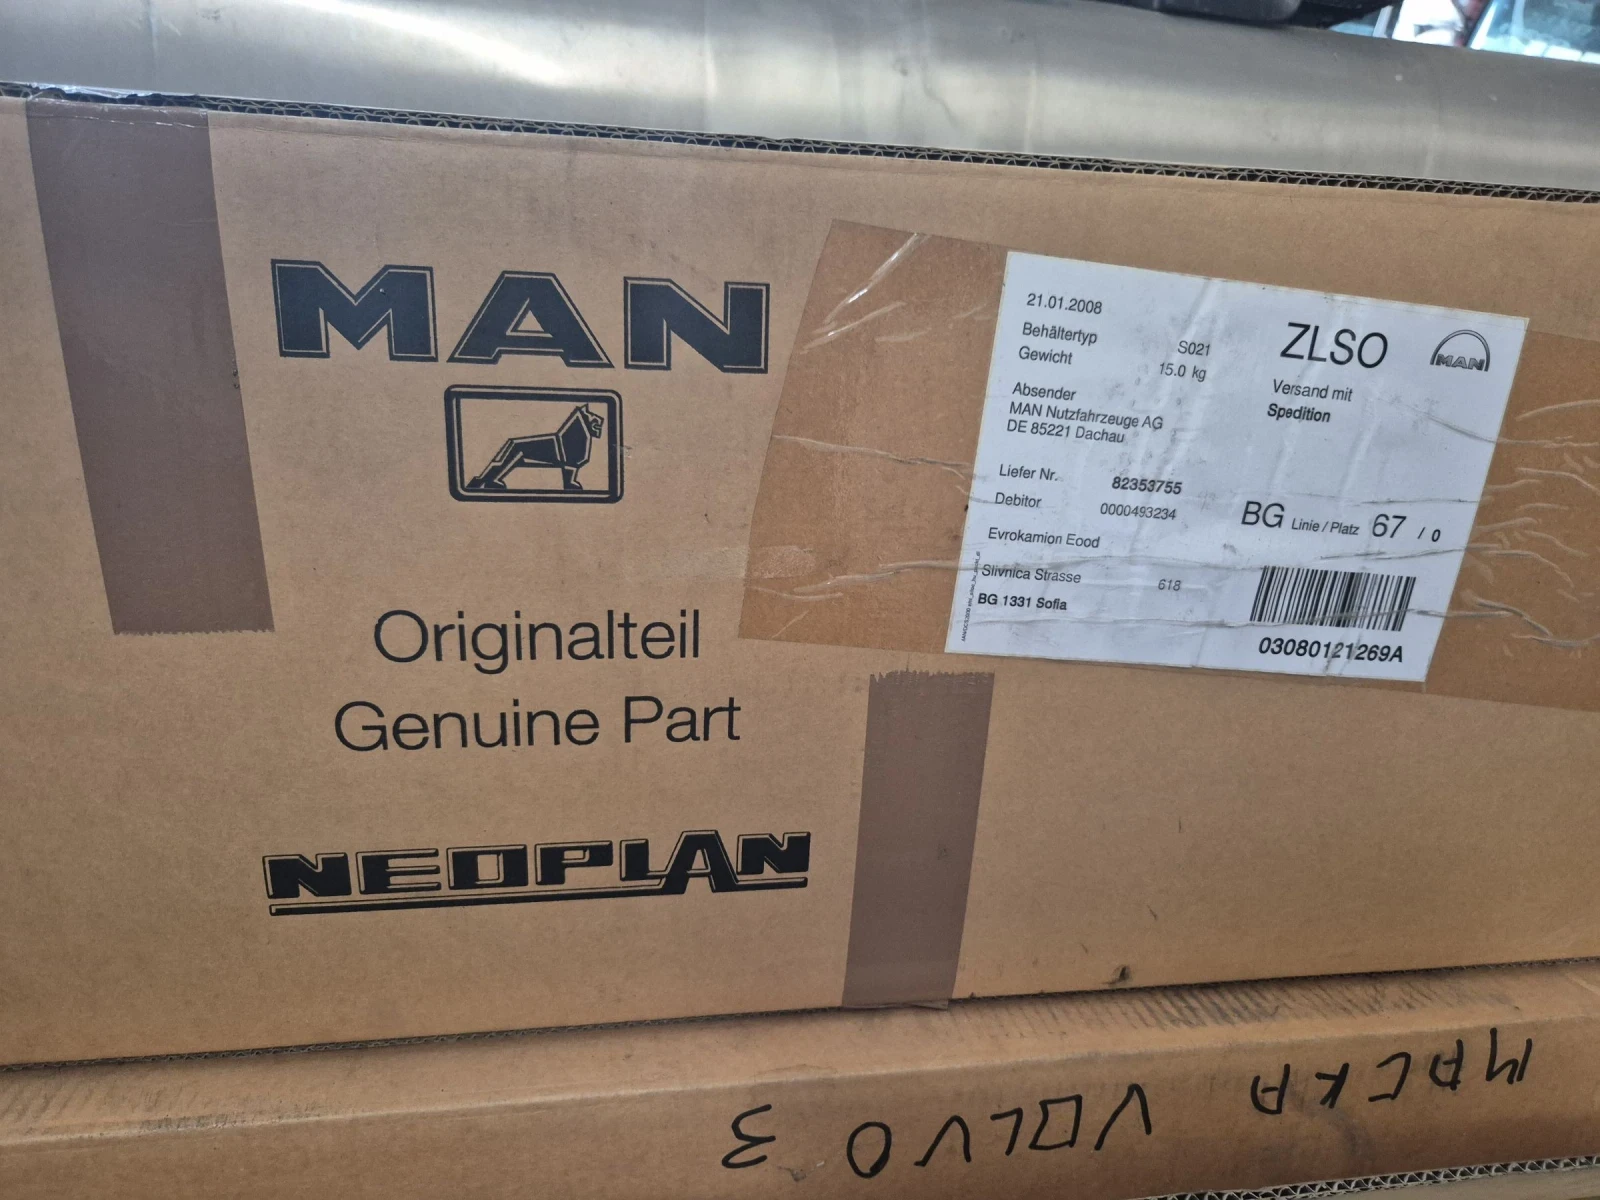 MAN
Originalteil
Genuine Part
NEOPLAN
21.01.2008
Behältertyp S021
Gewicht 15.0 kg
Absender
MAN Nutzfahrzeuge AG
DE 85221 Dachau
Liefer Nr. 82353755
Debitor 0000493234
Evrokamion Eood
Slivnica Strasse 618
BG 1331 Sofia
ZLSO
MAN
Versand mit
Spedition
BG Linie / Platz 67 / 0
03080121269A
МАСКА VOLVO 3